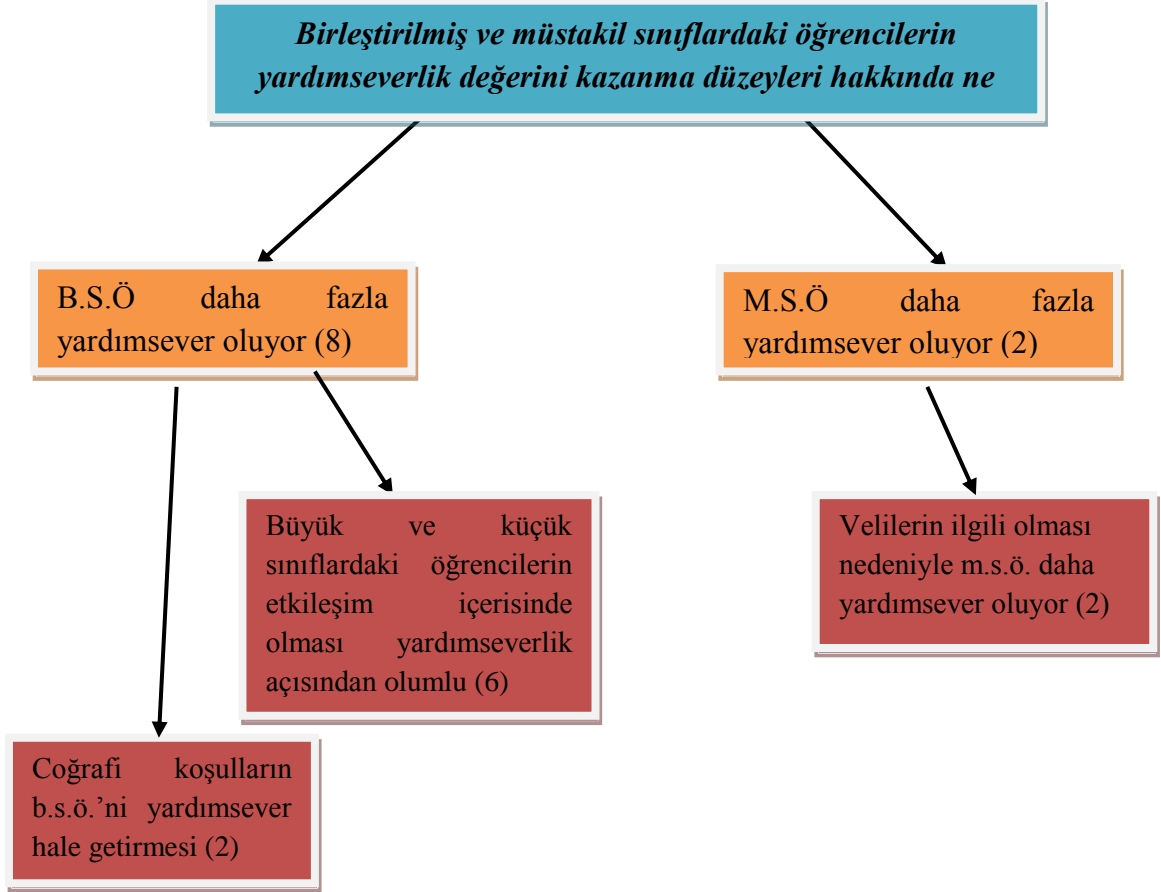 Birleştirilmiş ve müstakil sınıflardaki öğrencilerin
yardımseverlik değerini kazanma düzeyleri hakkında ne
B.S.Ö daha fazla
yardımsever oluyor (8)
M.S.Ö daha fazla
yardımsever oluyor (2)
Büyük ve küçük
sınıflardaki öğrencilerin
etkileşim içerisinde
olması yardımseverlik
açısından olumlu (6)
Velilerin ilgili olması
nedeniyle m.s.ö. daha
yardımsever oluyor (2)
Coğrafi koşulların
b.s.ö.’ni yardımsever
hale getirmesi (2)